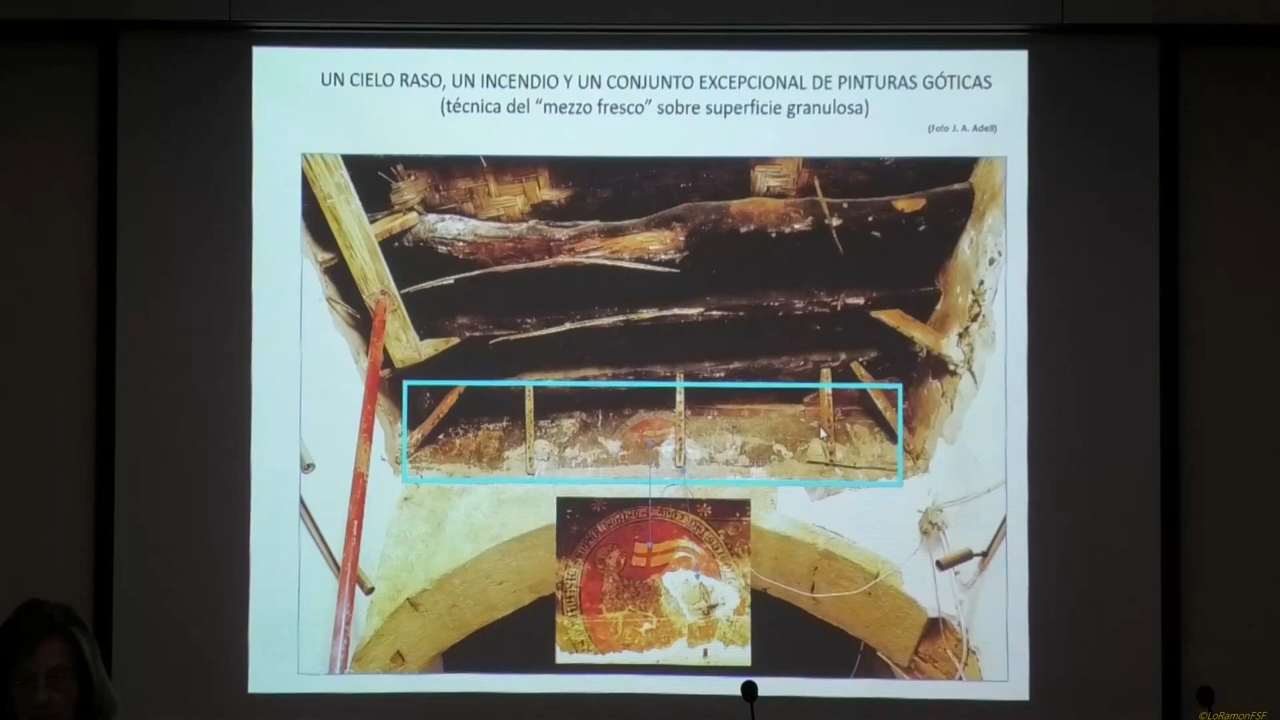 UN CIELO RASO, UN INCENDIO Y UN CONJUNTO EXCEPCIONAL DE PINTURAS GÓTICAS
(técnica del “mezzo fresco” sobre superficie granulosa)
(Foto J. A. Adell)
©LoRamonFSF